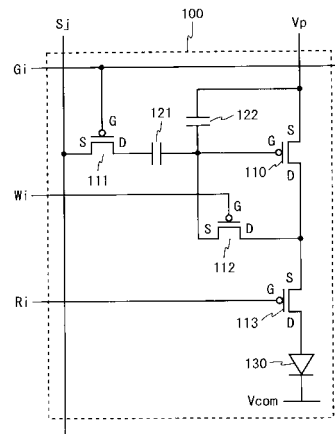 Sj 100 Vp
Gi
G 121 122
S D G S
111 110 D
Wi G
S D
112 S
Ri G
113 D
130
Vcom